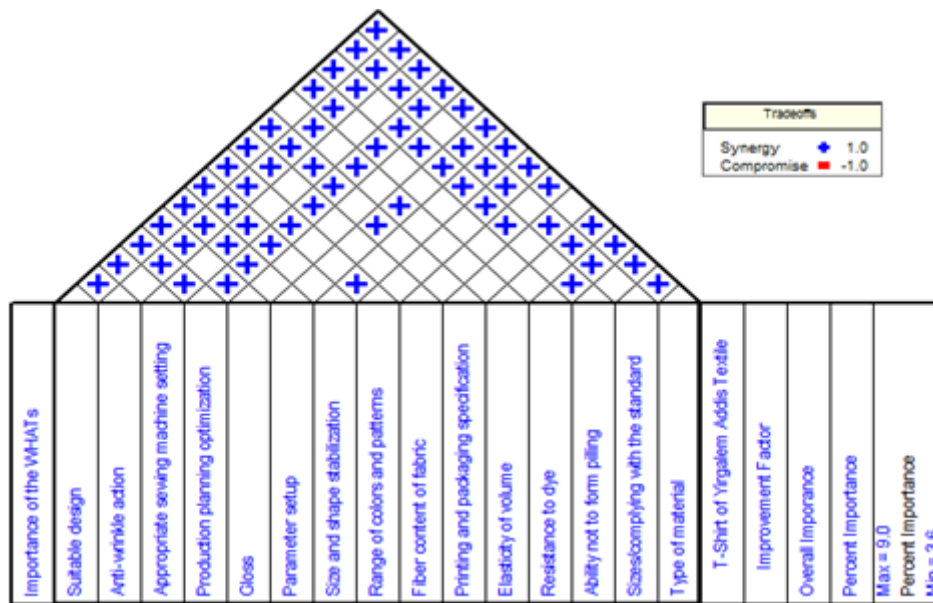 Tradeoffs
Synergy + 1.0
Compromise -1.0
Importance of the WHATs
Suitable design
Anti-wrinkle action
Appropriate sewing machine setting
Production planning optimization
Gloss
Parameter setup
Size and shape stabilization
Range of colors and patterns
Fiber content of fabric
Printing and packaging specification
Elasticity of volume
Resistance to dye
Ability not to form pilling
Sizes/complying with the standard
Type of material
T-Shirt of Yirgalem Addis Textile
Improvement Factor
Overall Imporance
Percent Importance
Max = 9.0
Percent Importance
Min = 3.6